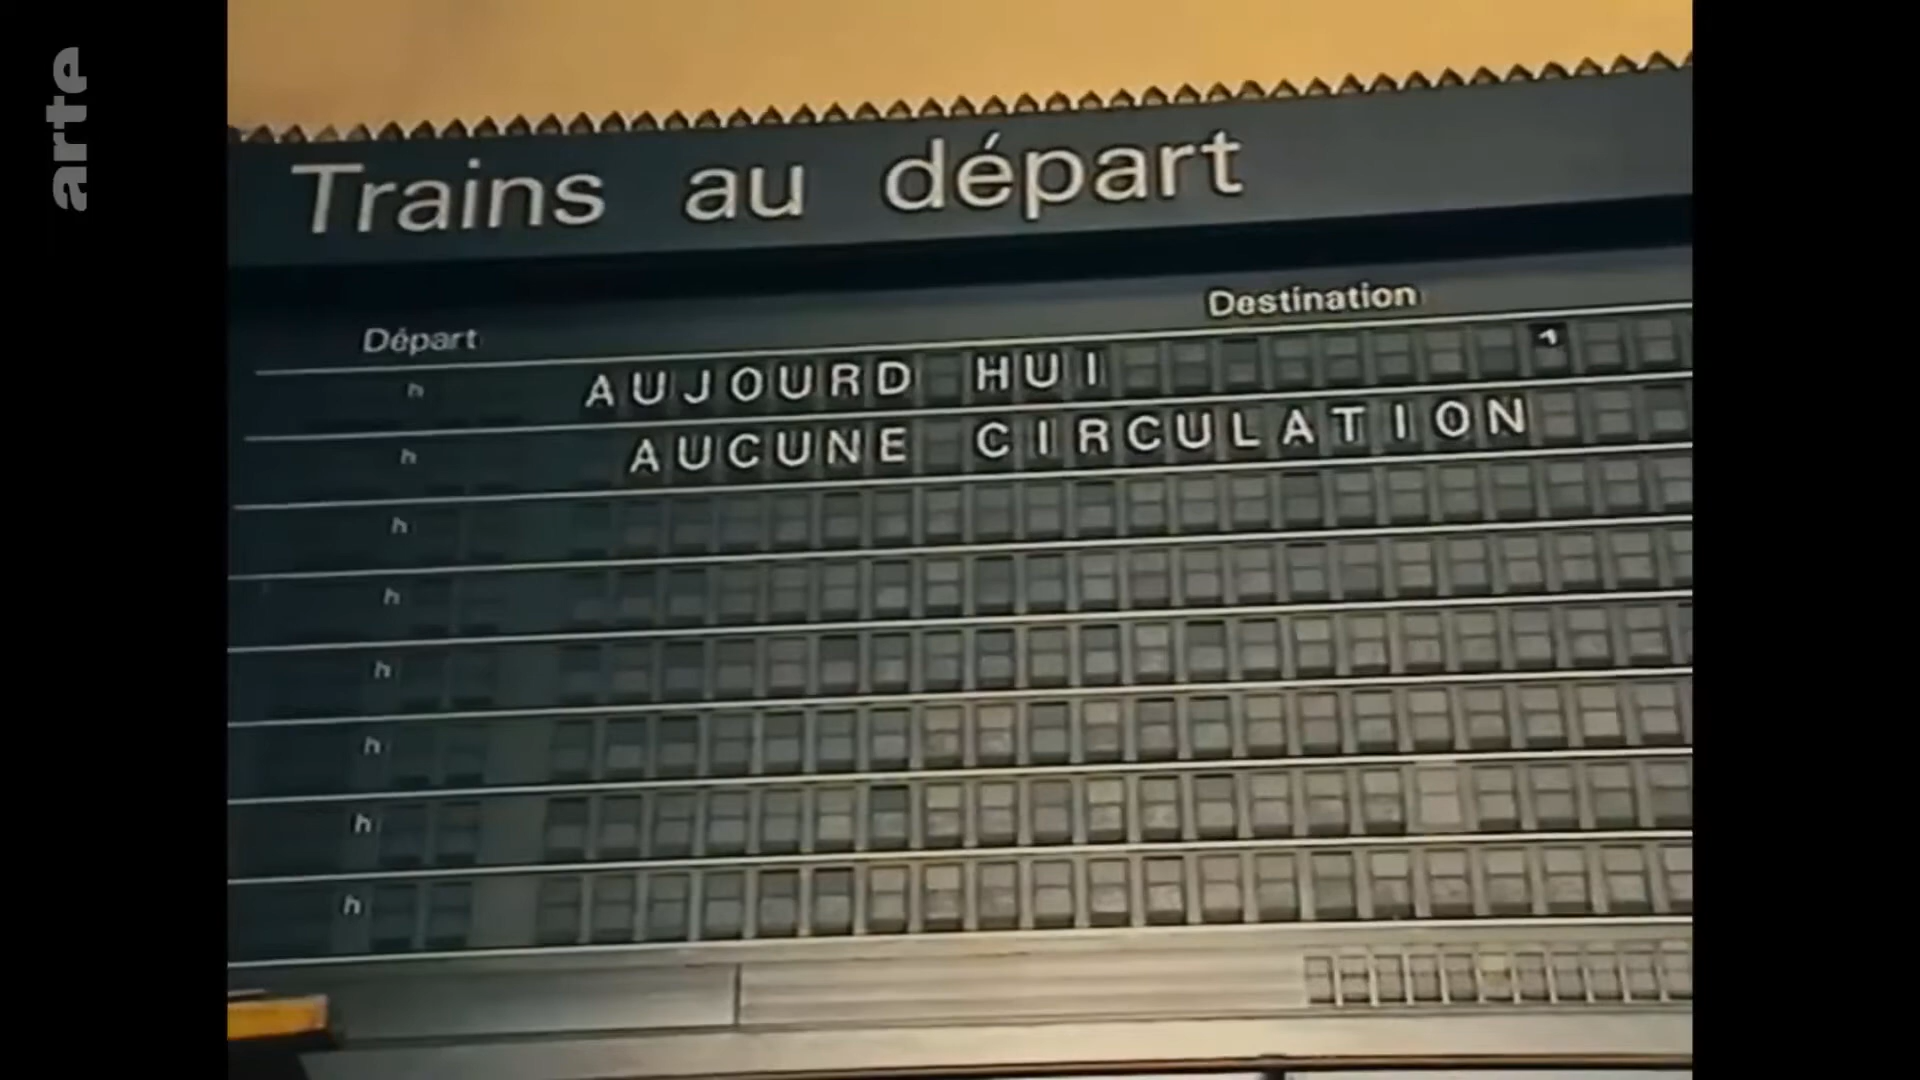 arte
Trains au départ
Départ
Destination
h AUJOURD HUI
h AUCUNE CIRCULATION
h
h
h
h
h
h